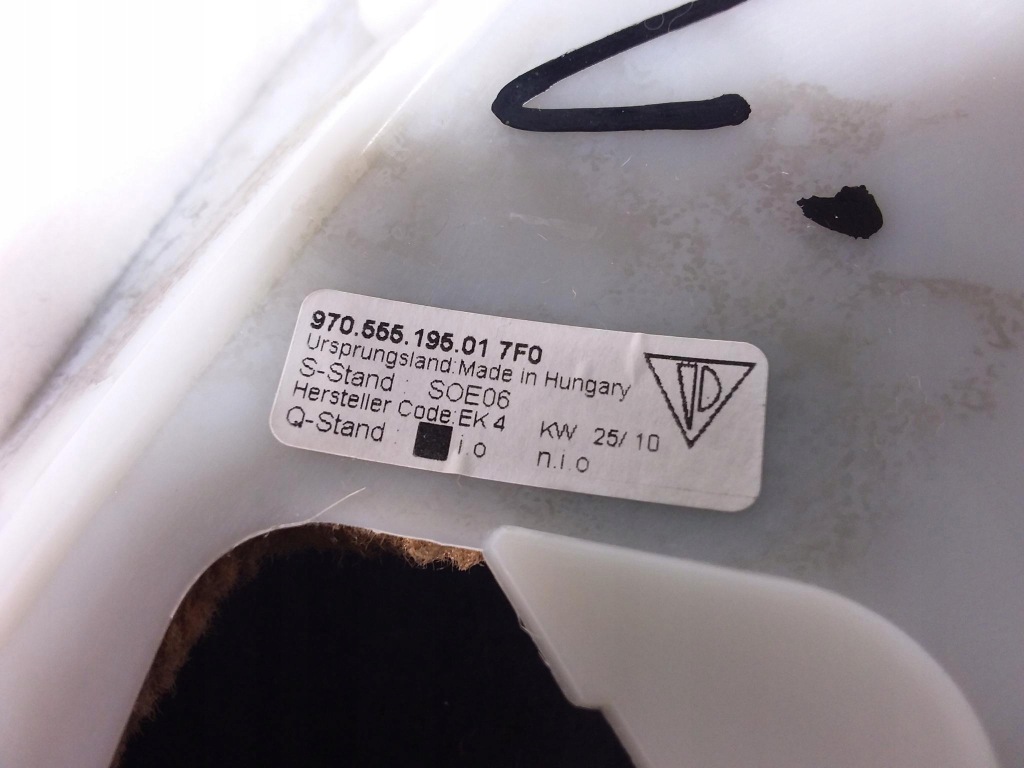 970.555.195.01 7F0
Ursprungsland:Made in Hungary
S-Stand : SOE06
Hersteller Code:EK 4 KW 25/10
Q-Stand : i.o n.i.o